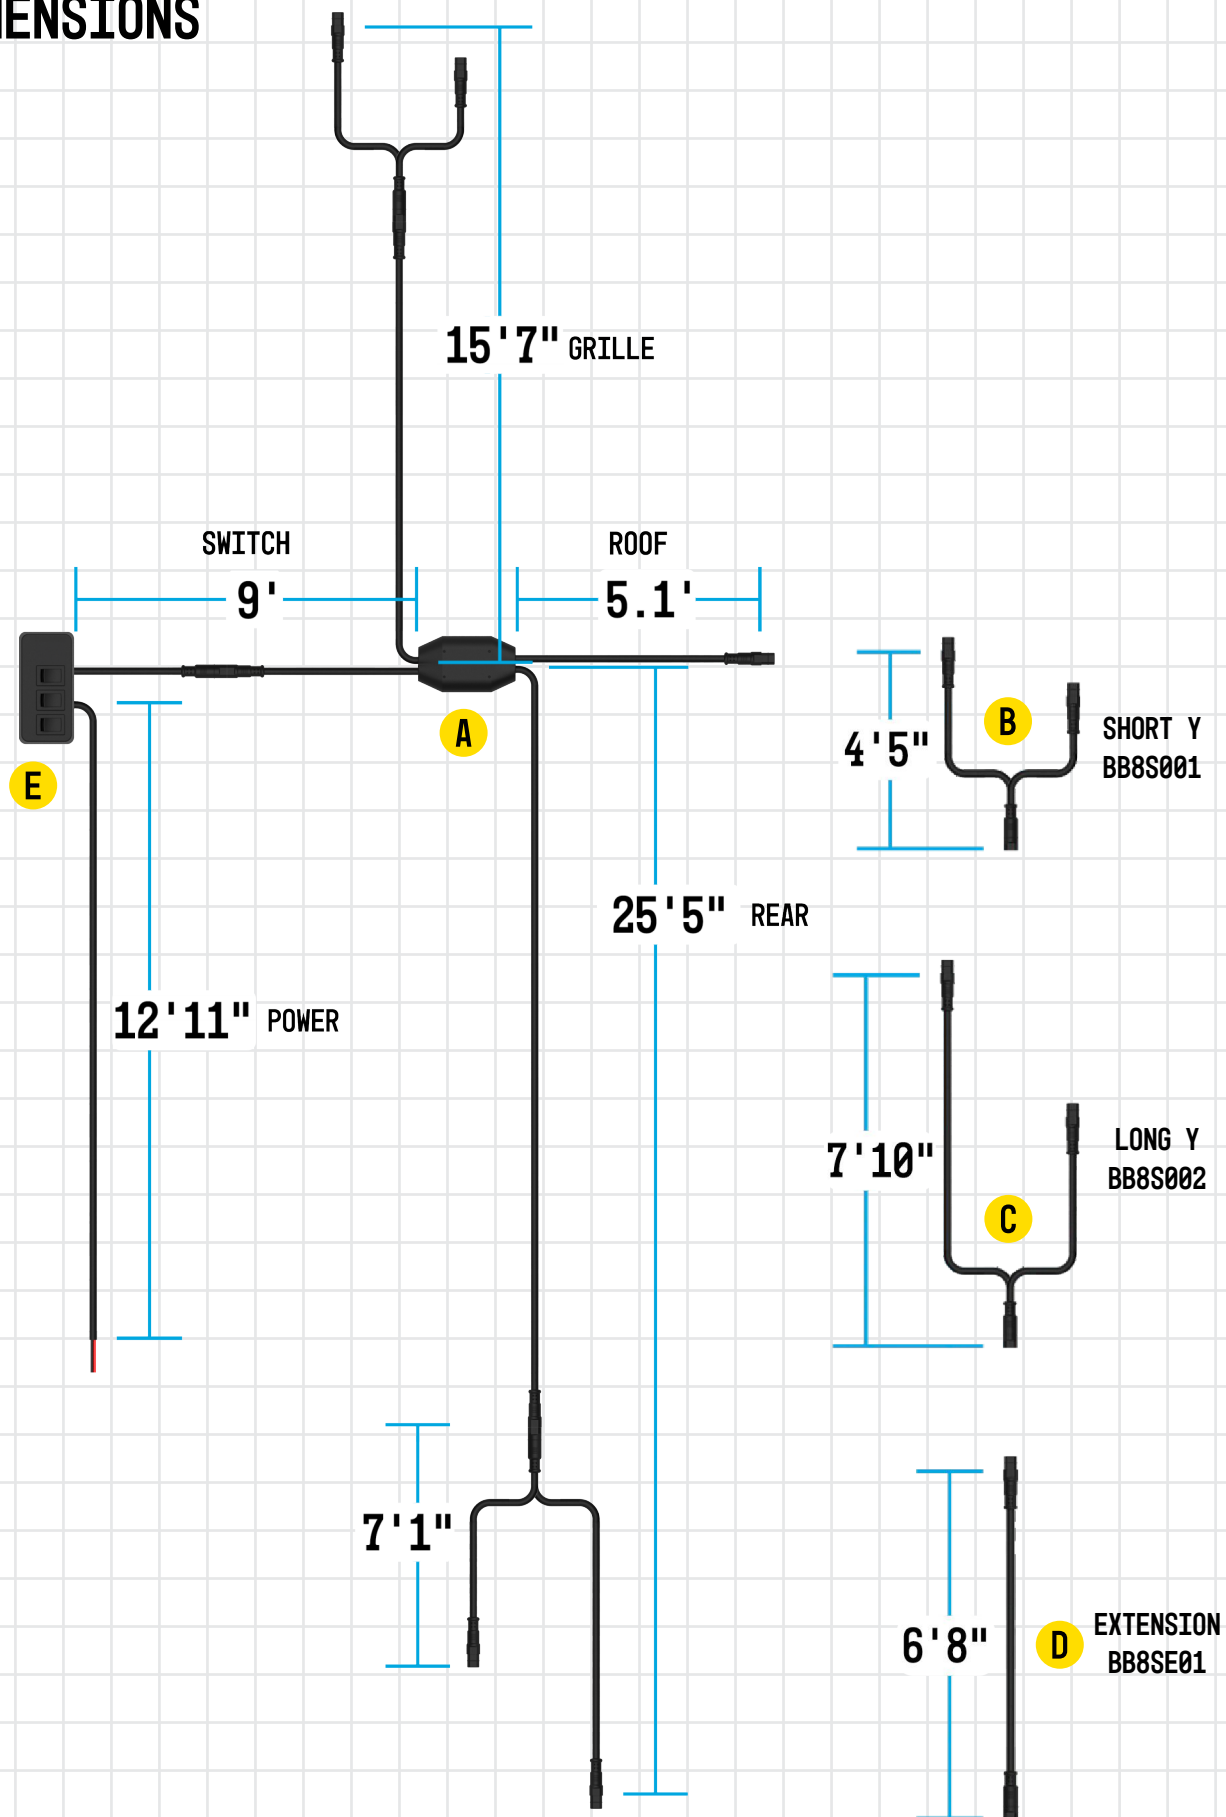 MENSIONS
15'7" GRILLE
SWITCH
ROOF
9'
5.1'
A
E
B
4'5"
SHORT Y
BB8S001
25'5" REAR
12'11" POWER
7'10"
LONG Y
BB8S002
C
7'1"
6'8"
D
EXTENSION
BB8SE01